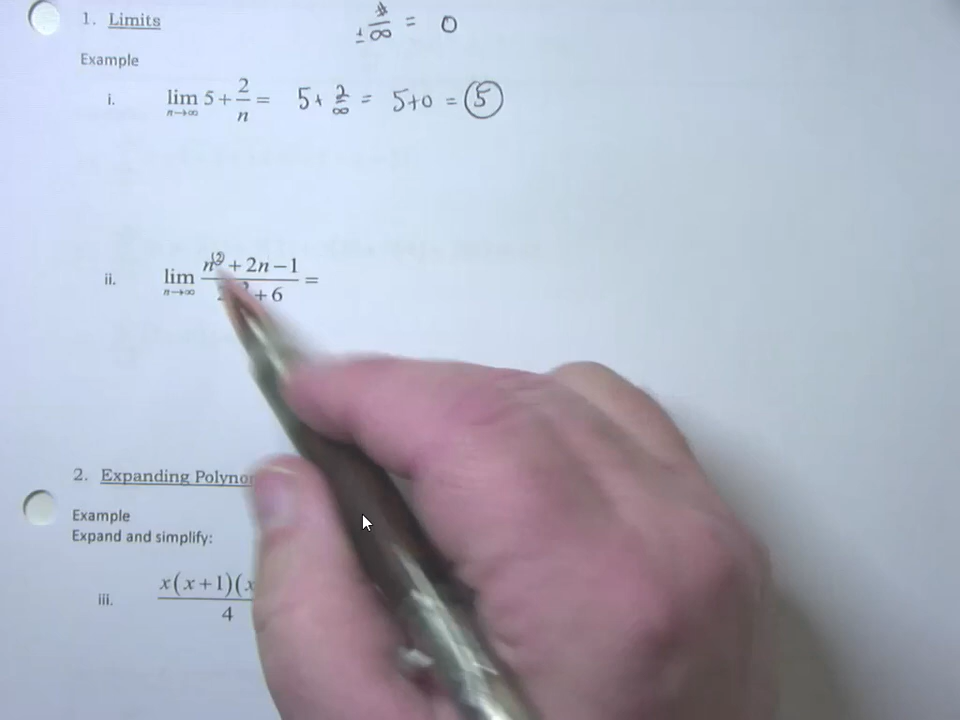 1. Limits
#/±∞ = 0
Example
i. lim n→∞ 5 + 2/n = 5 + 2/∞ = 5+0 = 5
ii. lim n→∞ (n² + 2n − 1)/( ² + 6) =
2. Expanding
Example
Expand and simplify:
iii. x(x+1)( /4